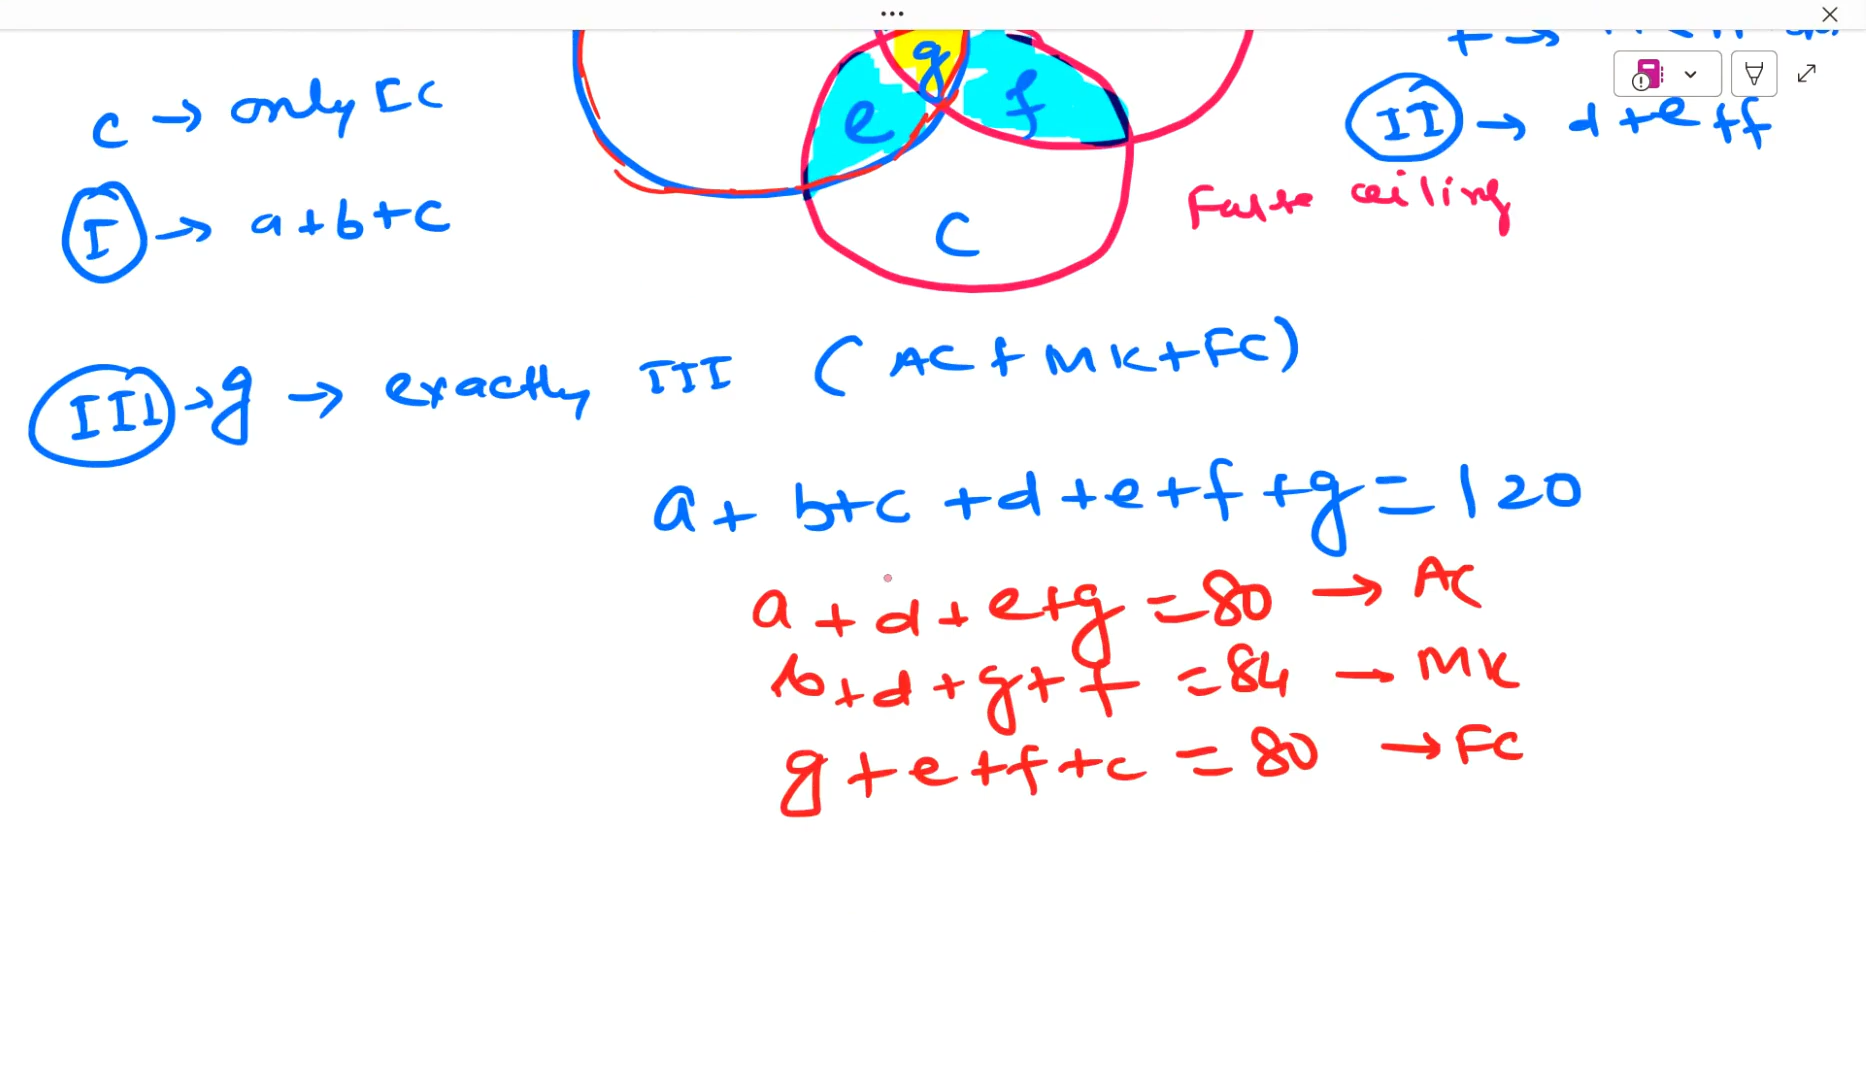 g
e
f
c → only FC
II → d + e + f
False ceiling
I → a + b + c
C
III → g → exactly III (AC + MK + FC)
a + b + c + d + e + f + g = 120
a + d + e + g = 80 → AC
b + d + g + f = 84 → MK
g + e + f + c = 80 → FC